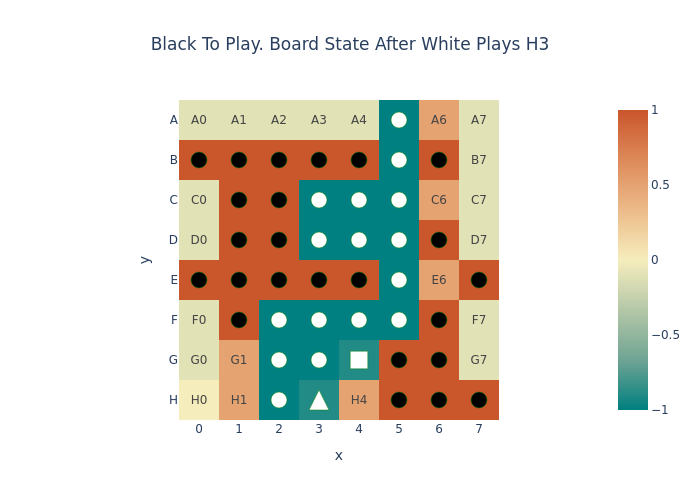 Black To Play. Board State After White Plays H3
A A0 A1 A2 A3 A4 A6 A7
B B7
C C0 C6 C7
D D0 D7
E E6
F F0 F7
G G0 G1 G7
H H0 H1 H4
0 1 2 3 4 5 6 7
x
y
1
0.5
0
−0.5
−1